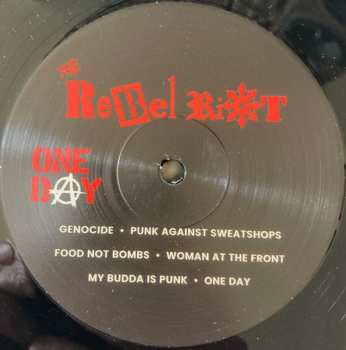 THE
ReBel RiOT
ONE
DAY
GENOCIDE • PUNK AGAINST SWEATSHOPS
FOOD NOT BOMBS • WOMAN AT THE FRONT
MY BUDDA IS PUNK • ONE DAY